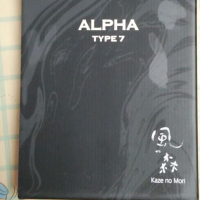 ALPHA
TYPE 7
風の森
Kaze no Mori